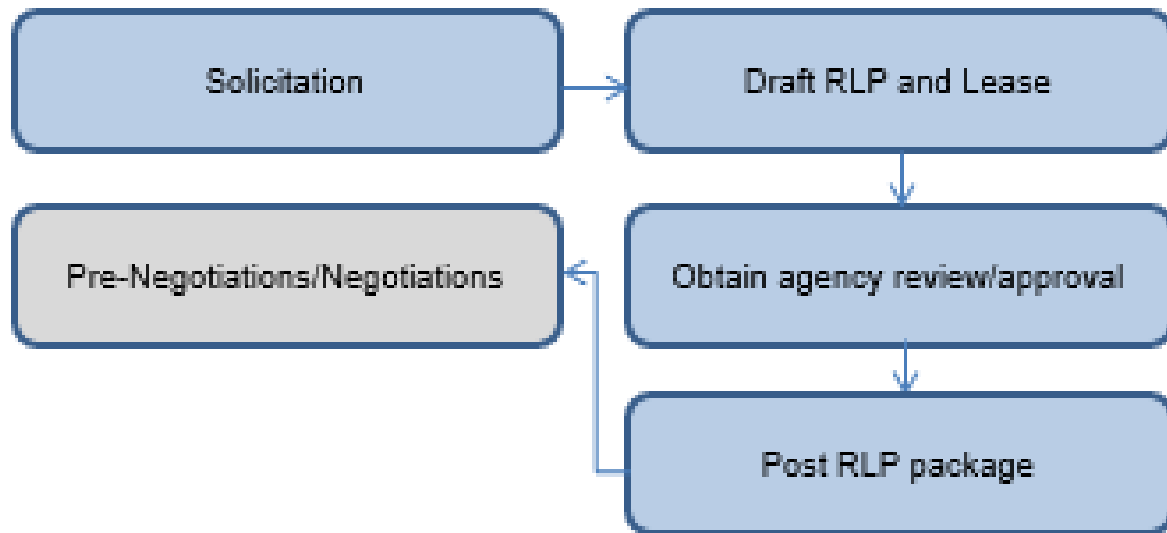 Solicitation
Draft RLP and Lease
Pre-Negotiations/Negotiations
Obtain agency review/approval
Post RLP package